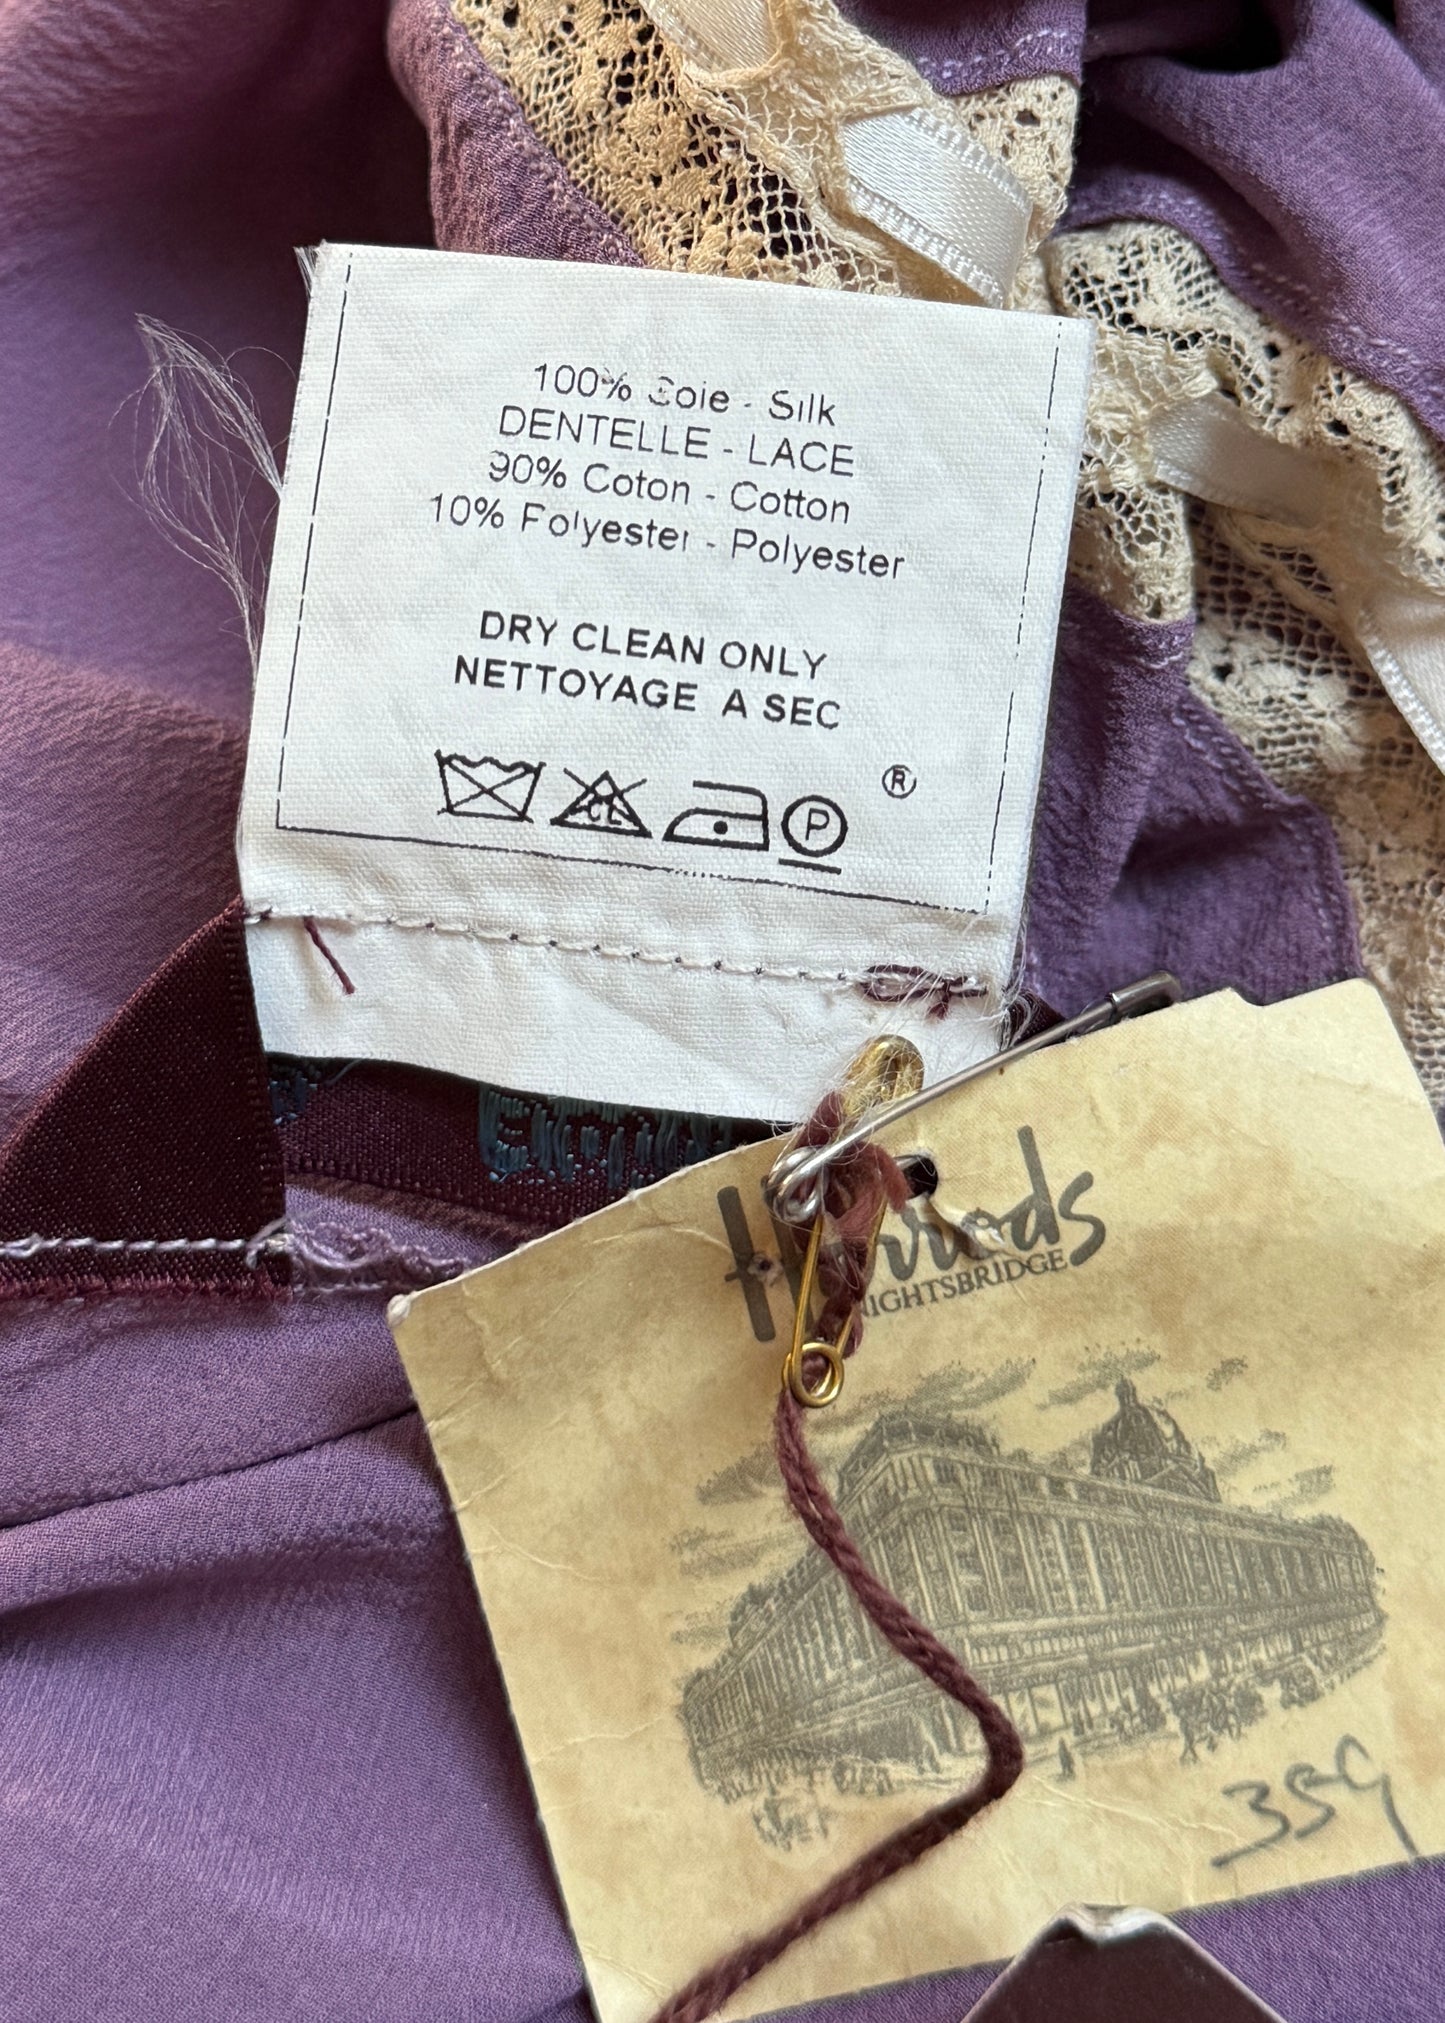 100% Soie - Silk
DENTELLE - LACE
90% Coton - Cotton
10% Polyester - Polyester
DRY CLEAN ONLY
NETTOYAGE A SEC
®
CL
P
Harrods
KNIGHTSBRIDGE
359